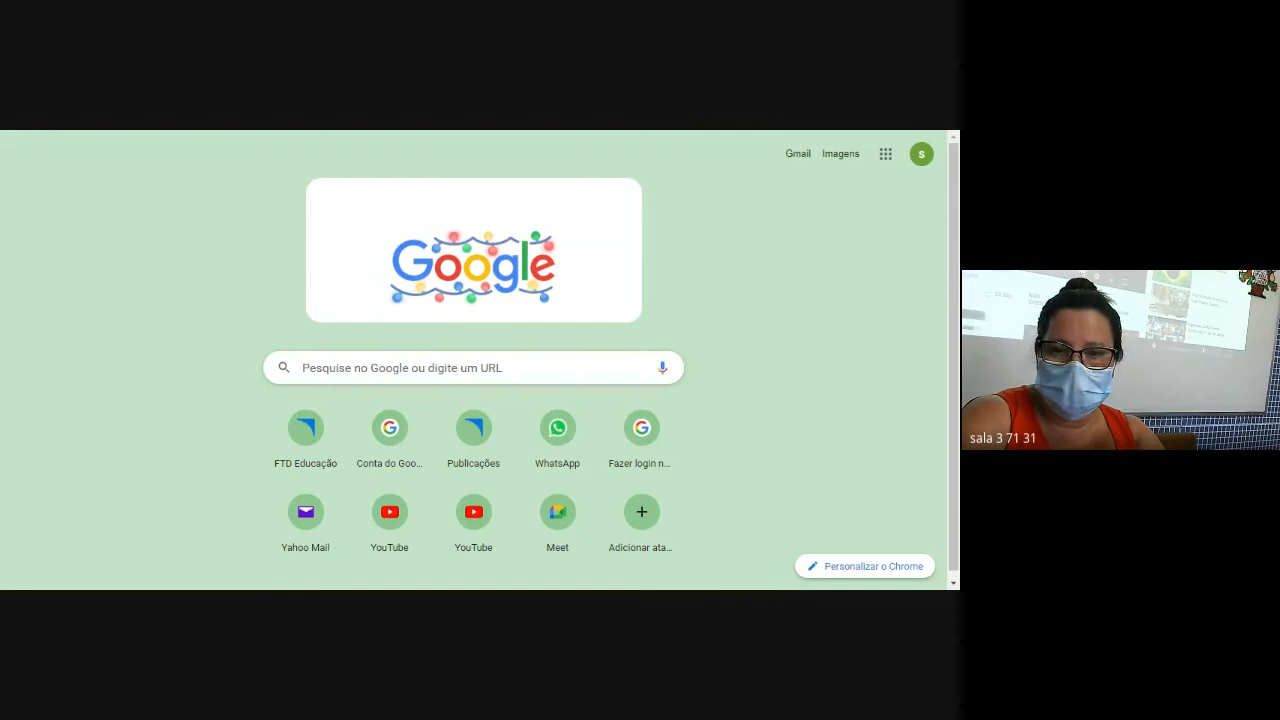 Gmail Imagens S
Google
Pesquise no Google ou digite um URL
FTD Educação Conta do Goo... Publicações WhatsApp Fazer login n...
Yahoo Mail YouTube YouTube Meet Adicionar ata...
Personalizar o Chrome
sala 3 71 31